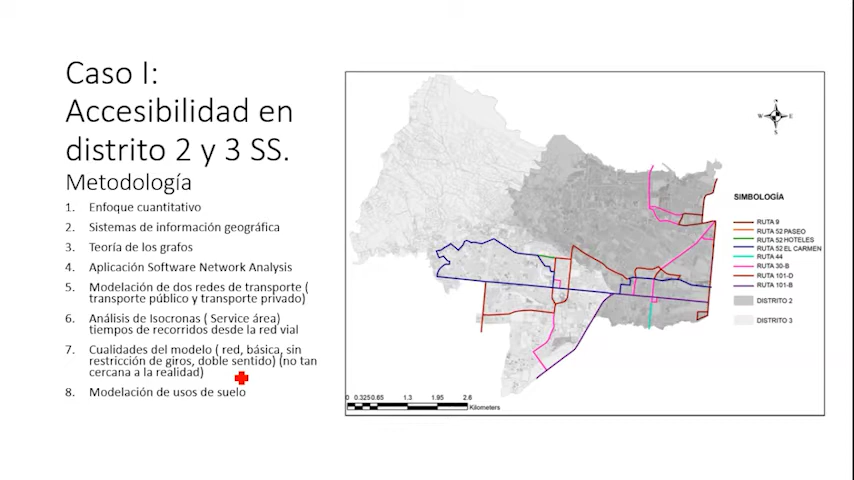 Caso I:
Accesibilidad en
distrito 2 y 3 SS.
Metodología
1. Enfoque cuantitativo
2. Sistemas de información geográfica
3. Teoría de los grafos
4. Aplicación Software Network Analysis
5. Modelación de dos redes de transporte (
transporte público y transporte privado)
6. Análisis de Isocronas ( Service área)
tiempos de recorridos desde la red vial
7. Cualidades del modelo ( red, básica, sin
restricción de giros, doble sentido) (no tan
cercana a la realidad)
8. Modelación de usos de suelo
N
W E
S
SIMBOLOGÍA
RUTA 9
RUTA 52 PASEO
RUTA 52 HOTELES
RUTA 52 EL CARMEN
RUTA 44
RUTA 30-B
RUTA 101-D
RUTA 101-B
DISTRITO 2
DISTRITO 3
0 0.325 0.65 1.3 1.95 2.6
Kilometers